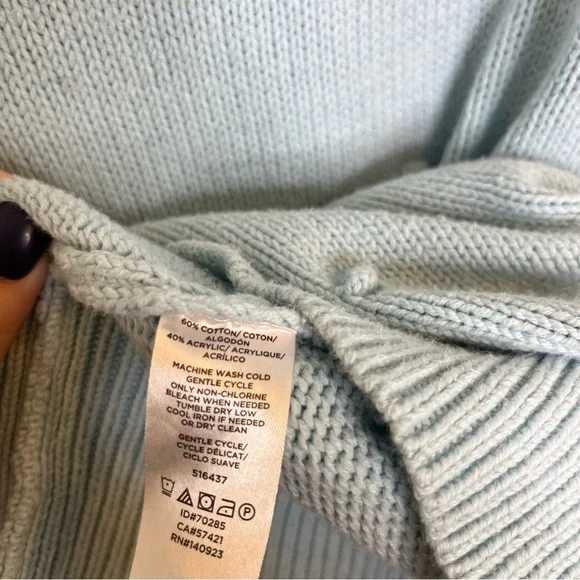 60% COTTON/ COTON/
ALGODÓN
40% ACRYLIC/ ACRYLIQUE/
ACRÍLICO
MACHINE WASH COLD
GENTLE CYCLE
ONLY NON-CHLORINE
BLEACH WHEN NEEDED
TUMBLE DRY LOW
COOL IRON IF NEEDED
OR DRY CLEAN
GENTLE CYCLE/
CYCLE DÉLICAT/
CICLO SUAVE
516437
ID#70285
CA#57421
RN#140923